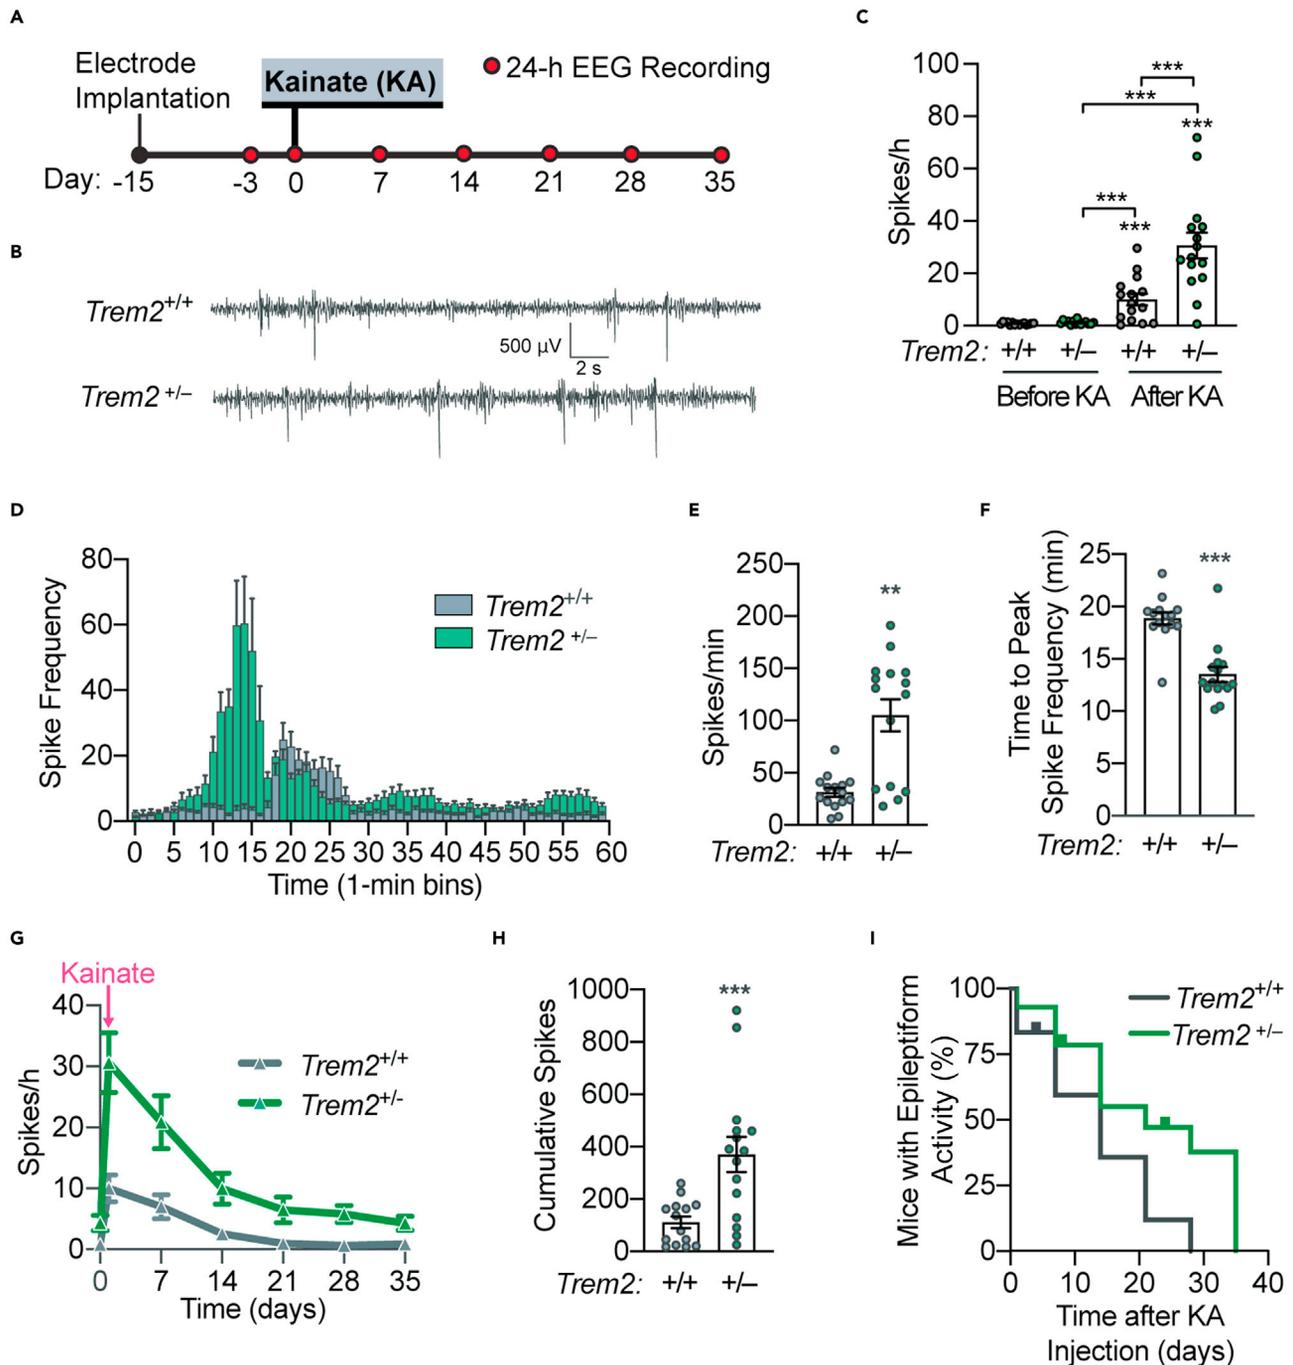 A
Electrode
Implantation
Kainate (KA)
24-h EEG Recording
Day: -15 -3 0 7 14 21 28 35
B
Trem2+/+
500 µV
2 s
Trem2 +/–
C
Spikes/h
100
80
60
40
20
0
***
***
***
***
***
Trem2: +/+ +/– +/+ +/–
Before KA After KA
D
Spike Frequency
80
60
40
20
0
Trem2+/+
Trem2 +/–
0 5 10 15 20 25 30 35 40 45 50 55 60
Time (1-min bins)
E
Spikes/min
250
200
150
100
50
0
**
Trem2: +/+ +/–
F
Time to Peak
Spike Frequency (min)
25
20
15
10
5
0
***
Trem2: +/+ +/–
G
Kainate
Spikes/h
40
30
20
10
0
Trem2+/+
Trem2+/-
0 7 14 21 28 35
Time (days)
H
Cumulative Spikes
1000
800
600
400
200
0
***
Trem2: +/+ +/–
I
Mice with Epileptiform
Activity (%)
100
75
50
25
0
Trem2+/+
Trem2 +/–
0 10 20 30 40
Time after KA
Injection (days)